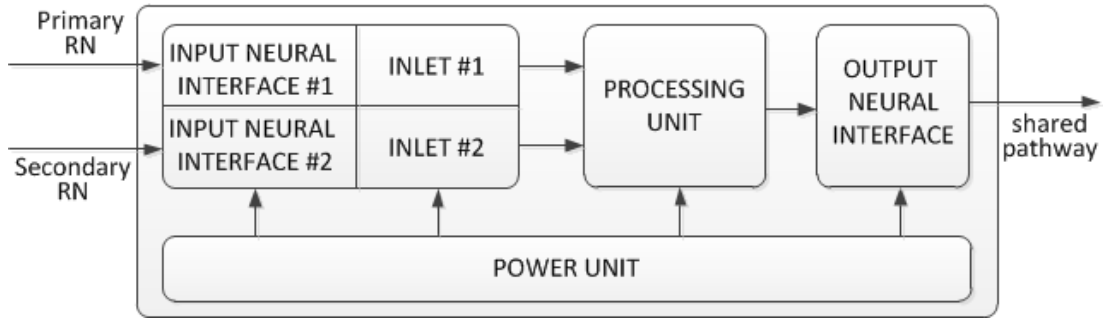 Primary
RN
INPUT NEURAL
INTERFACE #1
INLET #1
INPUT NEURAL
INTERFACE #2
INLET #2
Secondary
RN
PROCESSING
UNIT
OUTPUT
NEURAL
INTERFACE
shared
pathway
POWER UNIT